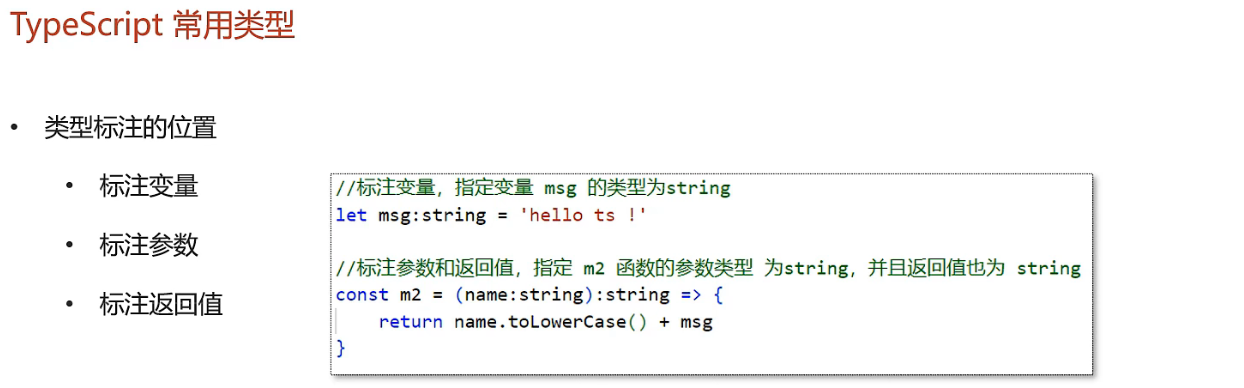 TypeScript 常用类型
• 类型标注的位置
• 标注变量
• 标注参数
• 标注返回值
//标注变量，指定变量 msg 的类型为string
let msg:string = 'hello ts !'
//标注参数和返回值，指定 m2 函数的参数类型 为string，并且返回值也为 string
const m2 = (name:string):string => {
return name.toLowerCase() + msg
}